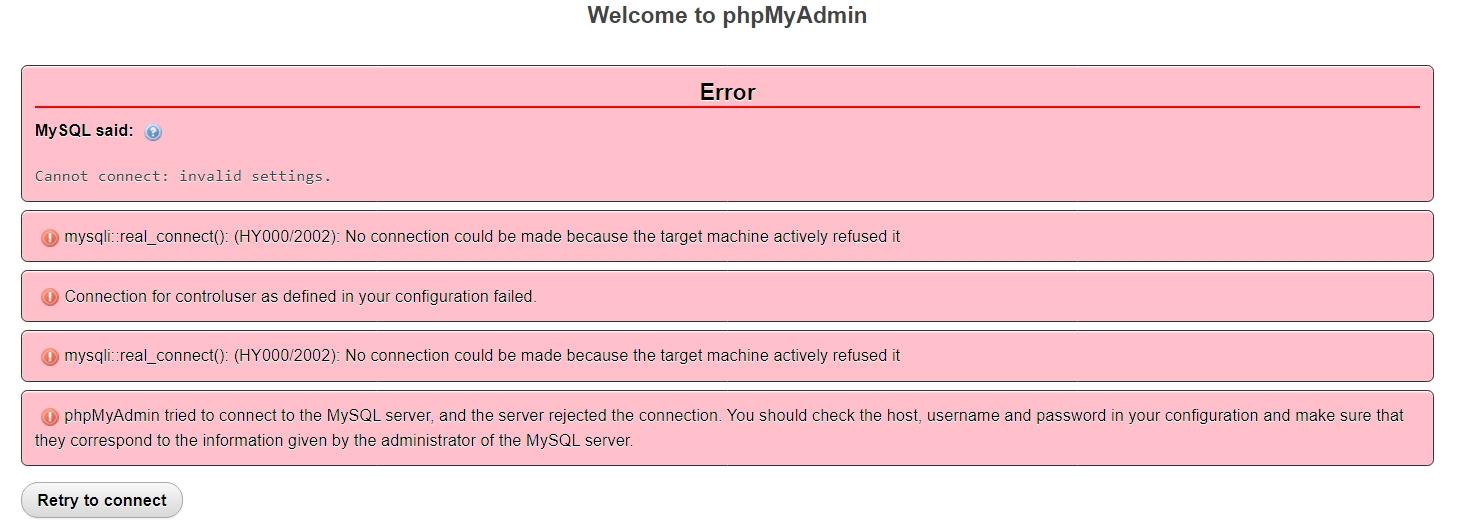 Welcome to phpMyAdmin
Error
MySQL said:
Cannot connect: invalid settings.
mysqli::real_connect(): (HY000/2002): No connection could be made because the target machine actively refused it
Connection for controluser as defined in your configuration failed.
mysqli::real_connect(): (HY000/2002): No connection could be made because the target machine actively refused it
phpMyAdmin tried to connect to the MySQL server, and the server rejected the connection. You should check the host, username and password in your configuration and make sure that
they correspond to the information given by the administrator of the MySQL server.
Retry to connect